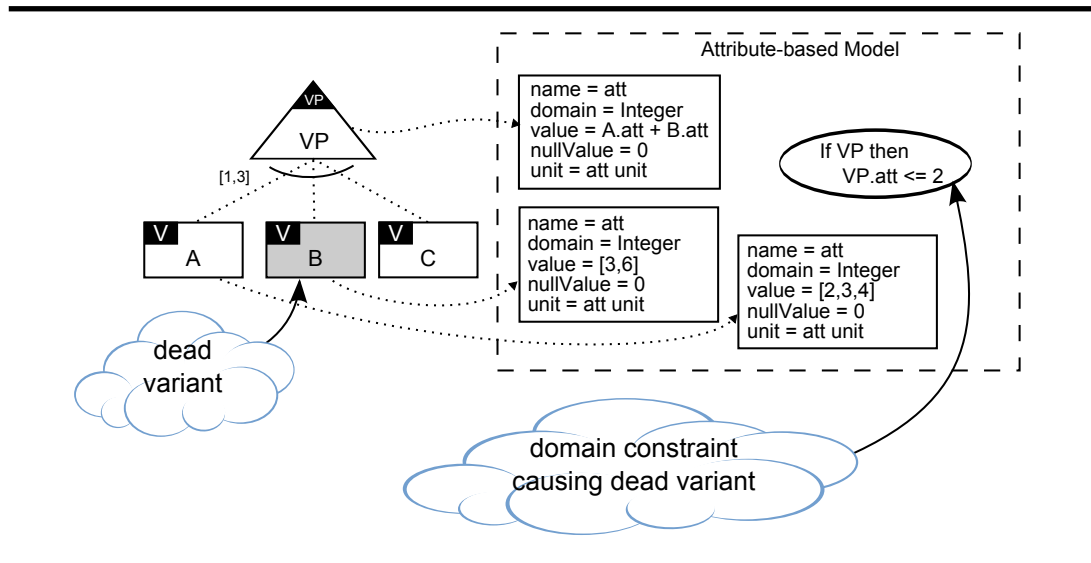 Attribute-based Model
VP
VP
name = att
domain = Integer
value = A.att + B.att
nullValue = 0
unit = att unit
If VP then
VP.att <= 2
[1,3]
V
A
V
B
V
C
name = att
domain = Integer
value = [3,6]
nullValue = 0
unit = att unit
name = att
domain = Integer
value = [2,3,4]
nullValue = 0
unit = att unit
dead
variant
domain constraint
causing dead variant